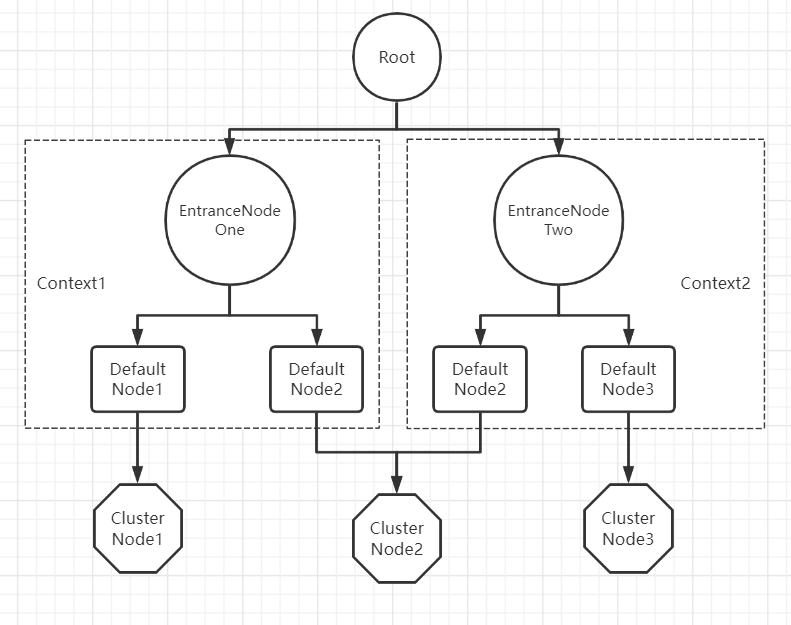 Root
EntranceNode
One
EntranceNode
Two
Context1
Context2
Default
Node1
Default
Node2
Default
Node2
Default
Node3
Cluster
Node1
Cluster
Node2
Cluster
Node3